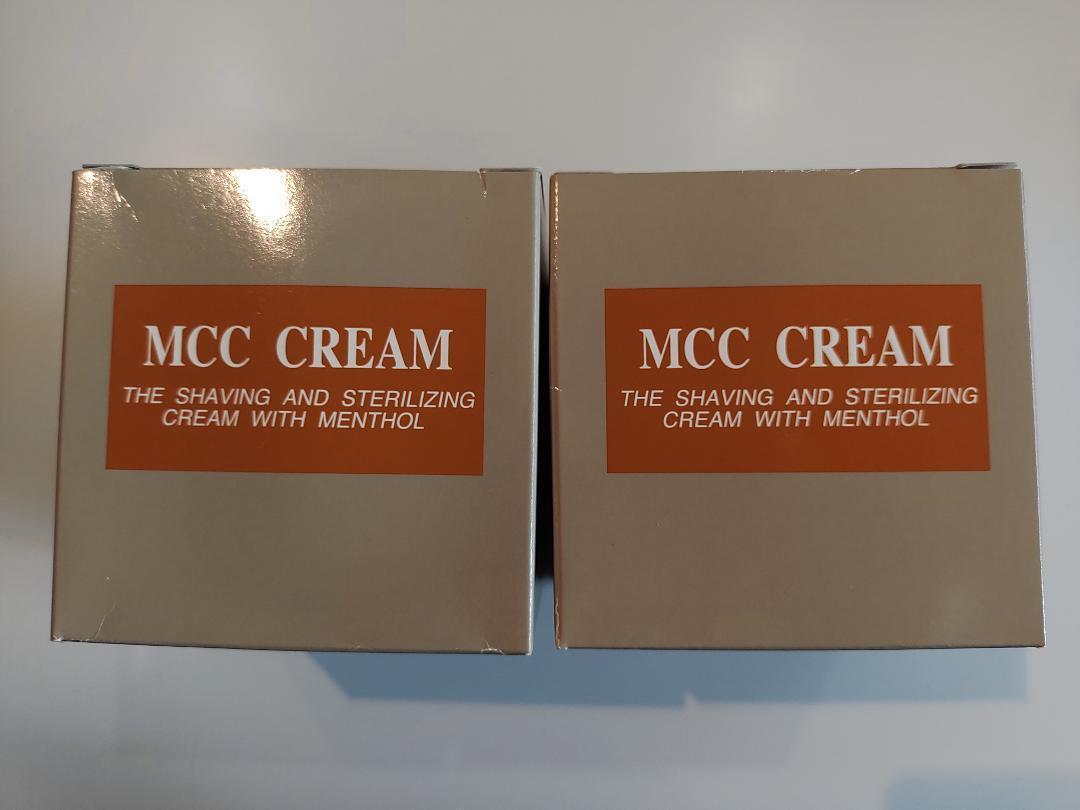 MCC CREAM
THE SHAVING AND STERILIZING
CREAM WITH MENTHOL
MCC CREAM
THE SHAVING AND STERILIZING
CREAM WITH MENTHOL